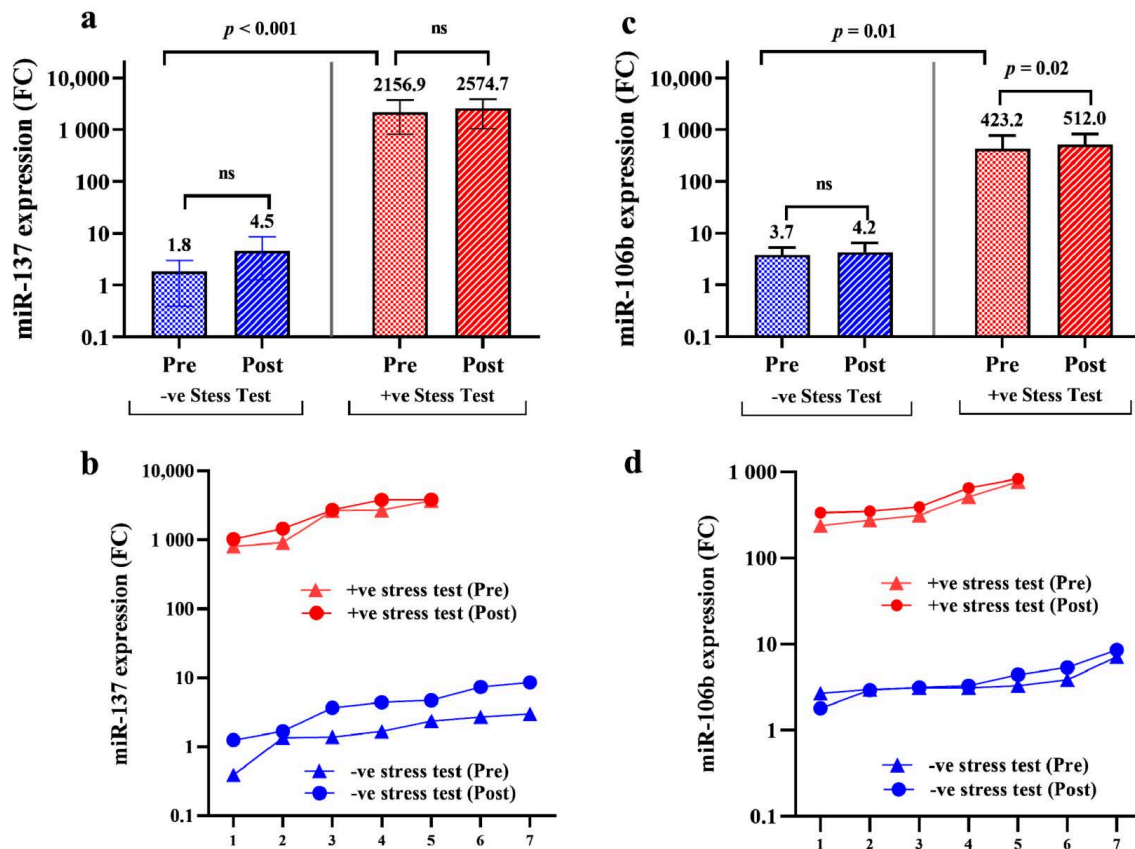 a
p < 0.001
ns
miR-137 expression (FC)
10,000
1 000
100
10
1
0.1
2156.9
2574.7
ns
1.8
4.5
Pre
Post
Pre
Post
-ve Stess Test
+ve Stess Test
c
p = 0.01
p = 0.02
miR-106b expression (FC)
10,000
1 000
100
10
1
0.1
423.2
512.0
ns
3.7
4.2
Pre
Post
Pre
Post
-ve Stess Test
+ve Stess Test
b
miR-137 expression (FC)
10,000
1 000
100
10
1
0.1
+ve stress test (Pre)
+ve stress test (Post)
-ve stress test (Pre)
-ve stress test (Post)
1 2 3 4 5 6 7
d
miR-106b expression (FC)
1 000
100
10
1
0.1
+ve stress test (Pre)
+ve stress test (Post)
-ve stress test (Pre)
-ve stress test (Post)
1 2 3 4 5 6 7